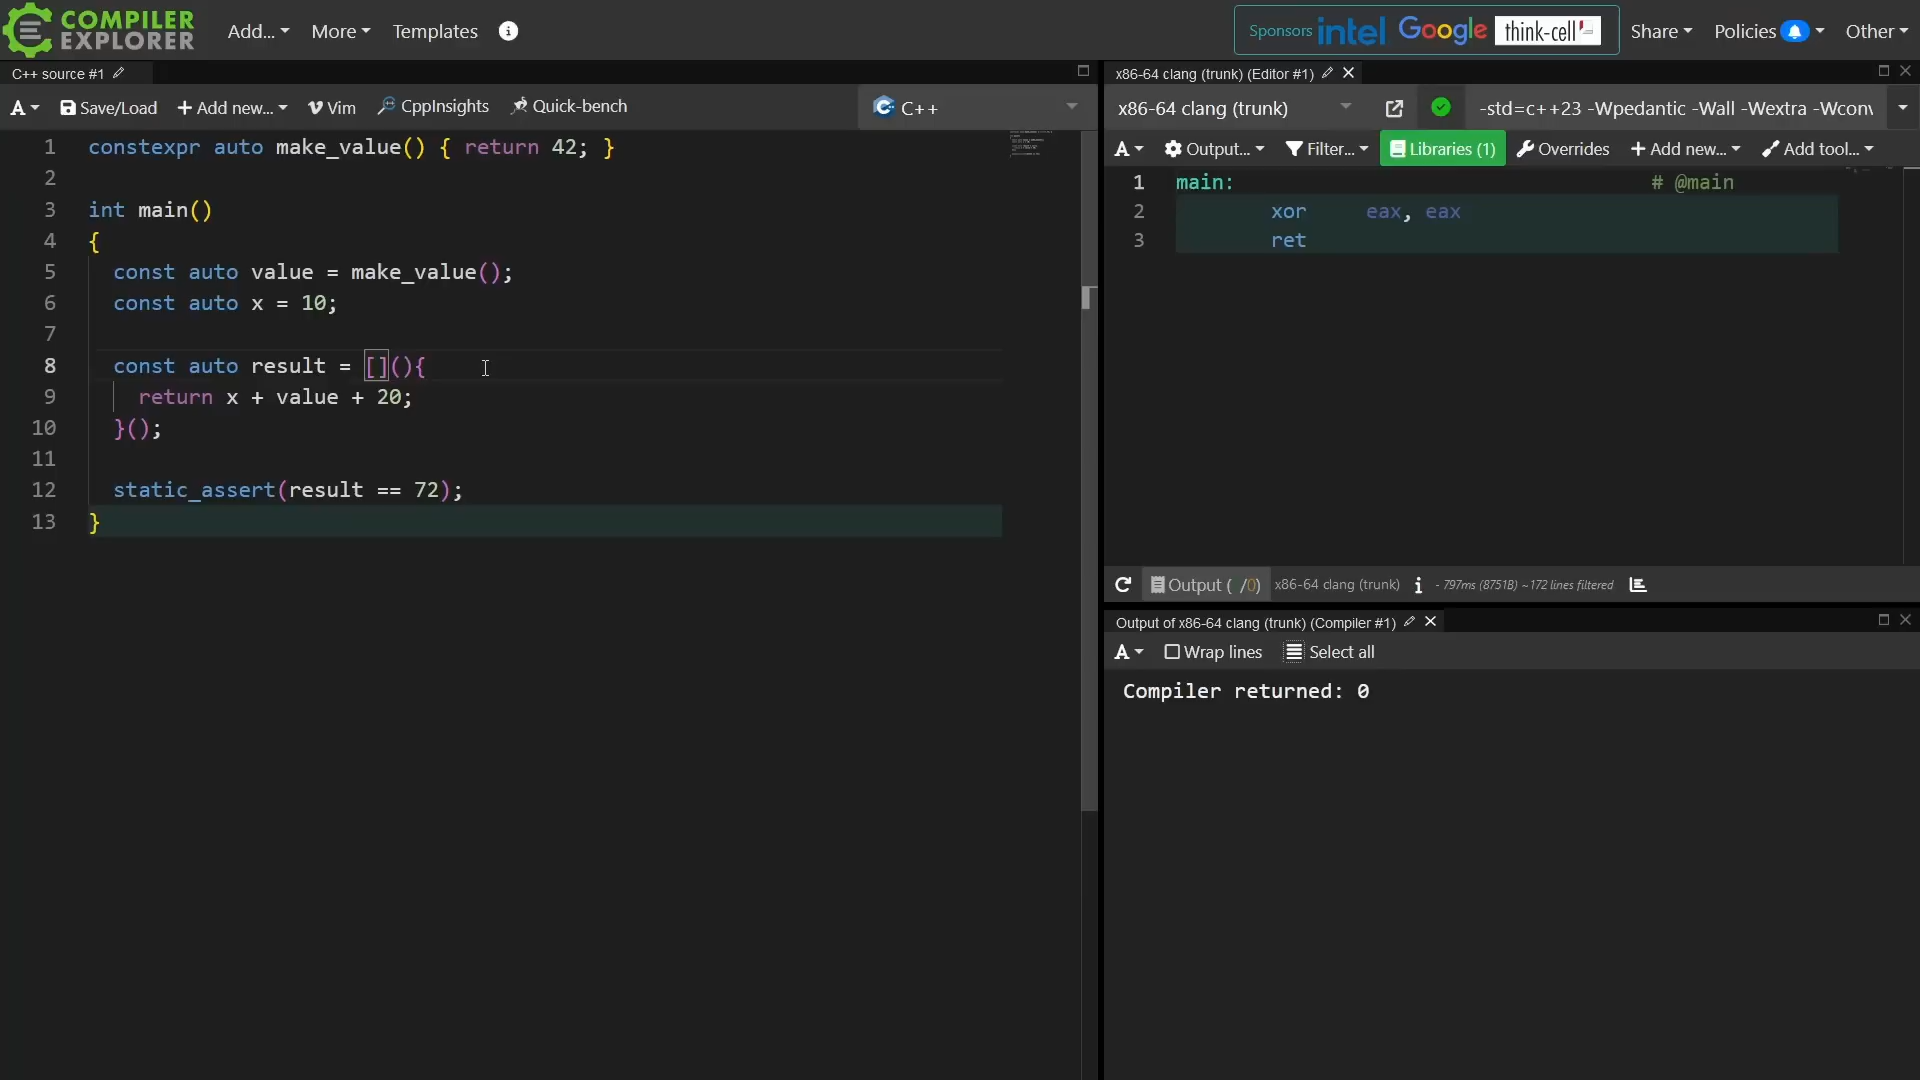 COMPILER
EXPLORER
Add...
More
Templates
Sponsors intel Google think-cell
Share
Policies
Other
C++ source #1
A
Save/Load
+ Add new...
Vim
CppInsights
Quick-bench
C++
1 constexpr auto make_value() { return 42; }
2
3 int main()
4 {
5 const auto value = make_value();
6 const auto x = 10;
7
8 const auto result = [](){
9 return x + value + 20;
10 }();
11
12 static_assert(result == 72);
13 }
x86-64 clang (trunk) (Editor #1)
x86-64 clang (trunk)
-std=c++23 -Wpedantic -Wall -Wextra -Wconv
A
Output...
Filter...
Libraries (1)
Overrides
+ Add new...
Add tool...
1 main: # @main
2 xor eax, eax
3 ret
Output ( /0) x86-64 clang (trunk) i - 797ms (8751B) ~172 lines filtered
Output of x86-64 clang (trunk) (Compiler #1)
A
Wrap lines
Select all
Compiler returned: 0